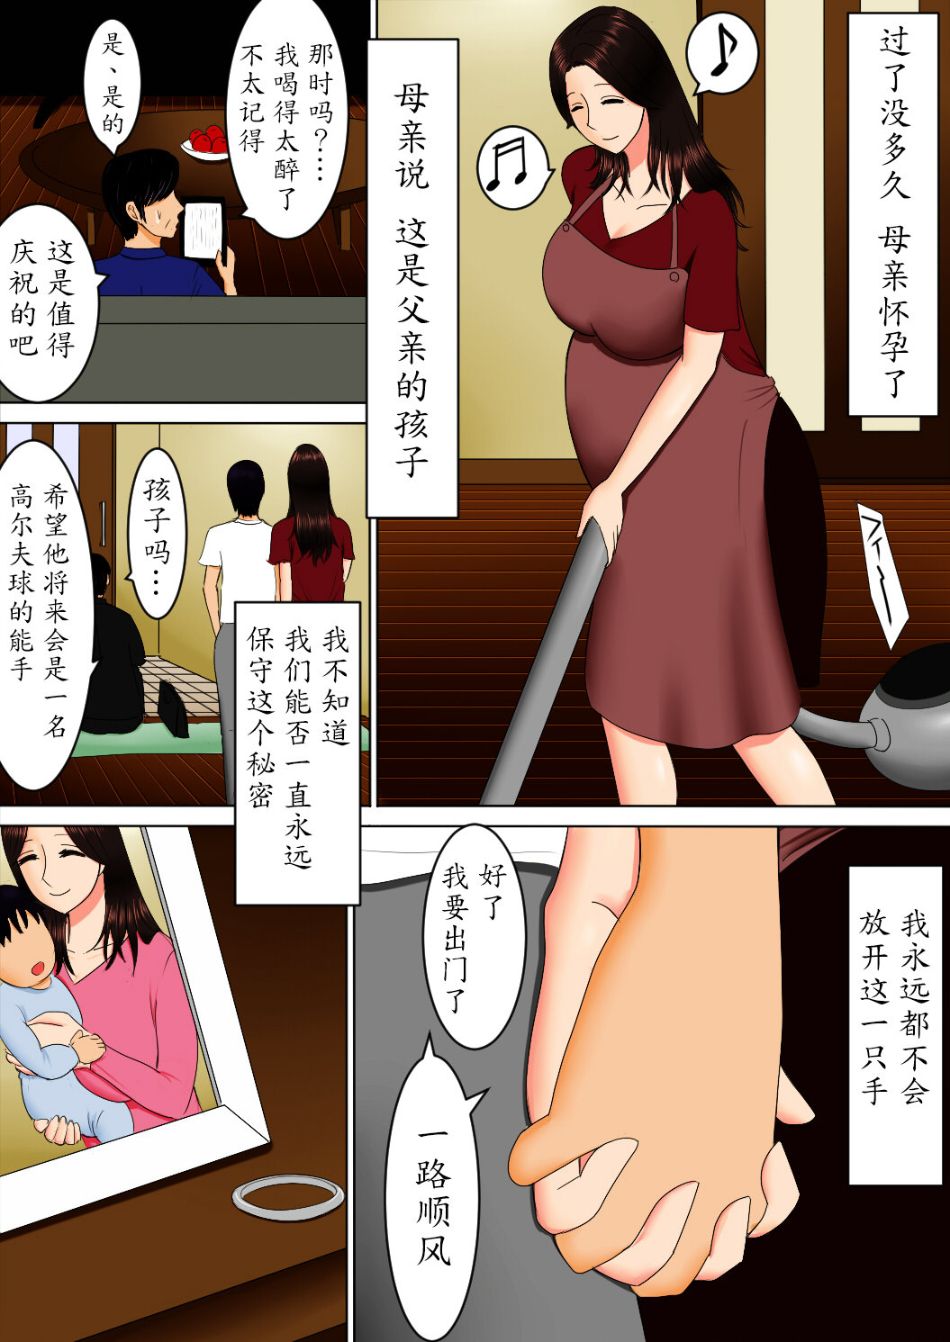 过了没多久
母亲怀孕了
母亲说
这是父亲的孩子
フィー
那时吗？……
我喝得太醉了
不太记得
是、是的
这是值得
庆祝的吧
孩子吗…
希望他将来会是一名
高尔夫球的能手
我不知道
我们能否一直永远
保守这个秘密
我永远都不会
放开这一只手
好了
我要出门了
一路顺风